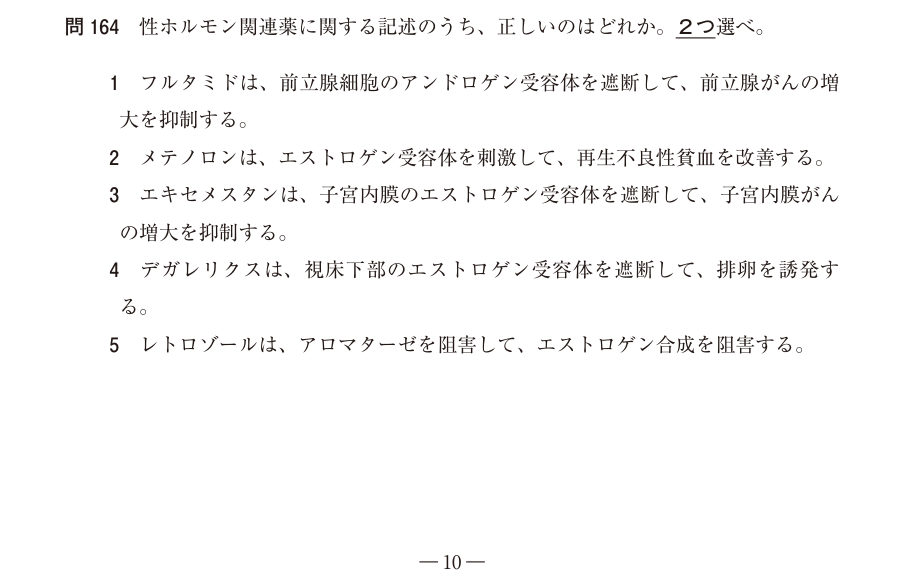 問 164 性ホルモン関連薬に関する記述のうち、正しいのはどれか。２つ選べ。
1 フルタミドは、前立腺細胞のアンドロゲン受容体を遮断して、前立腺がんの増
大を抑制する。
2 メテノロンは、エストロゲン受容体を刺激して、再生不良性貧血を改善する。
3 エキセメスタンは、子宮内膜のエストロゲン受容体を遮断して、子宮内膜がん
の増大を抑制する。
4 デガレリクスは、視床下部のエストロゲン受容体を遮断して、排卵を誘発す
る。
5 レトロゾールは、アロマターゼを阻害して、エストロゲン合成を阻害する。
— 10 —